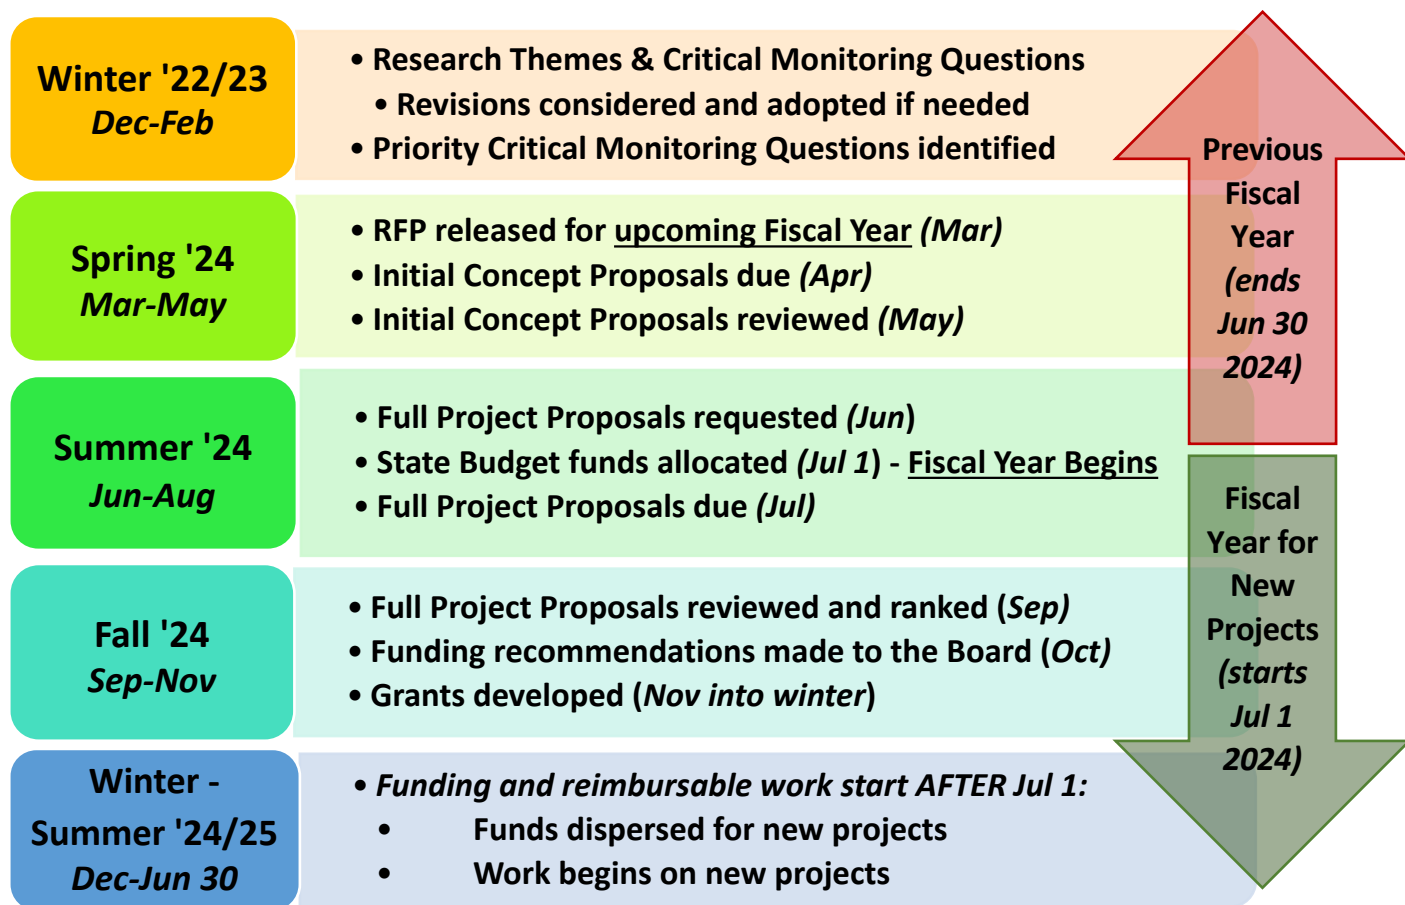 Winter '22/23
Dec-Feb
• Research Themes & Critical Monitoring Questions
• Revisions considered and adopted if needed
• Priority Critical Monitoring Questions identified
Spring '24
Mar-May
• RFP released for upcoming Fiscal Year (Mar)
• Initial Concept Proposals due (Apr)
• Initial Concept Proposals reviewed (May)
Summer '24
Jun-Aug
• Full Project Proposals requested (Jun)
• State Budget funds allocated (Jul 1) - Fiscal Year Begins
• Full Project Proposals due (Jul)
Fall '24
Sep-Nov
• Full Project Proposals reviewed and ranked (Sep)
• Funding recommendations made to the Board (Oct)
• Grants developed (Nov into winter)
Winter -
Summer '24/25
Dec-Jun 30
• Funding and reimbursable work start AFTER Jul 1:
• Funds dispersed for new projects
• Work begins on new projects
Previous
Fiscal
Year
(ends
Jun 30
2024)
Fiscal
Year for
New
Projects
(starts
Jul 1
2024)